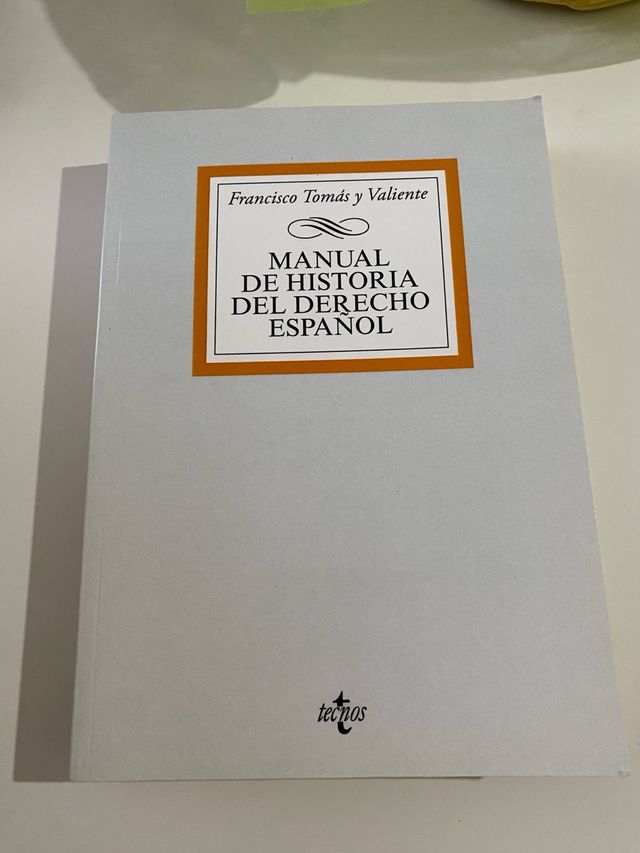 Francisco Tomás y Valiente
MANUAL
DE HISTORIA
DEL DERECHO
ESPAÑOL
tecnos